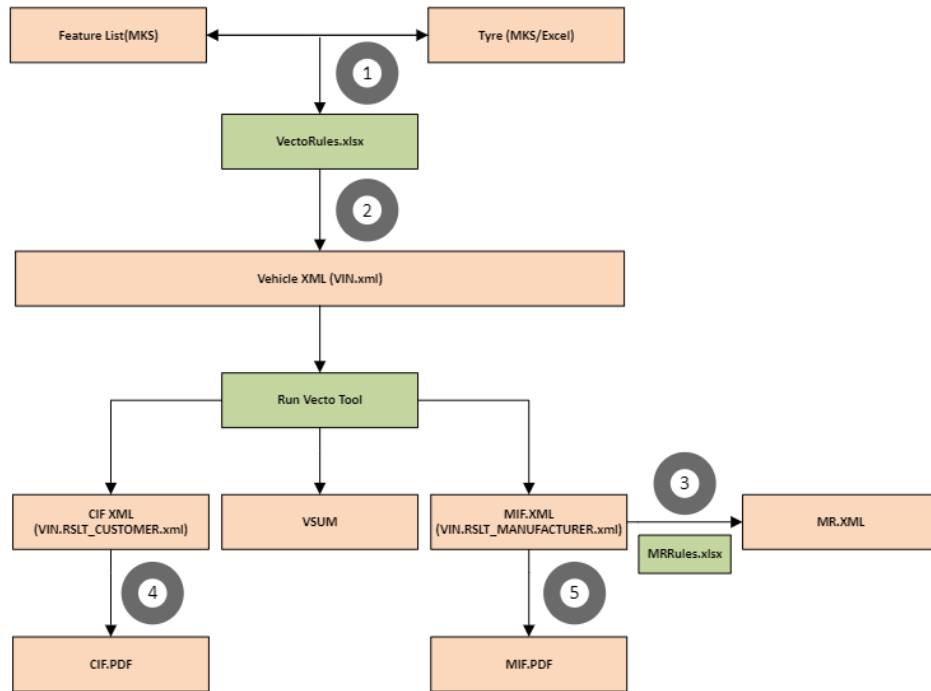 Feature List(MKS)
Tyre (MKS/Excel)
1
VectoRules.xlsx
2
Vehicle XML (VIN.xml)
Run Vecto Tool
3
CIF XML
(VIN.RSLT_CUSTOMER.xml)
VSUM
MIF.XML
(VIN.RSLT_MANUFACTURER.xml)
MR.XML
MRRules.xlsx
4
5
CIF.PDF
MIF.PDF